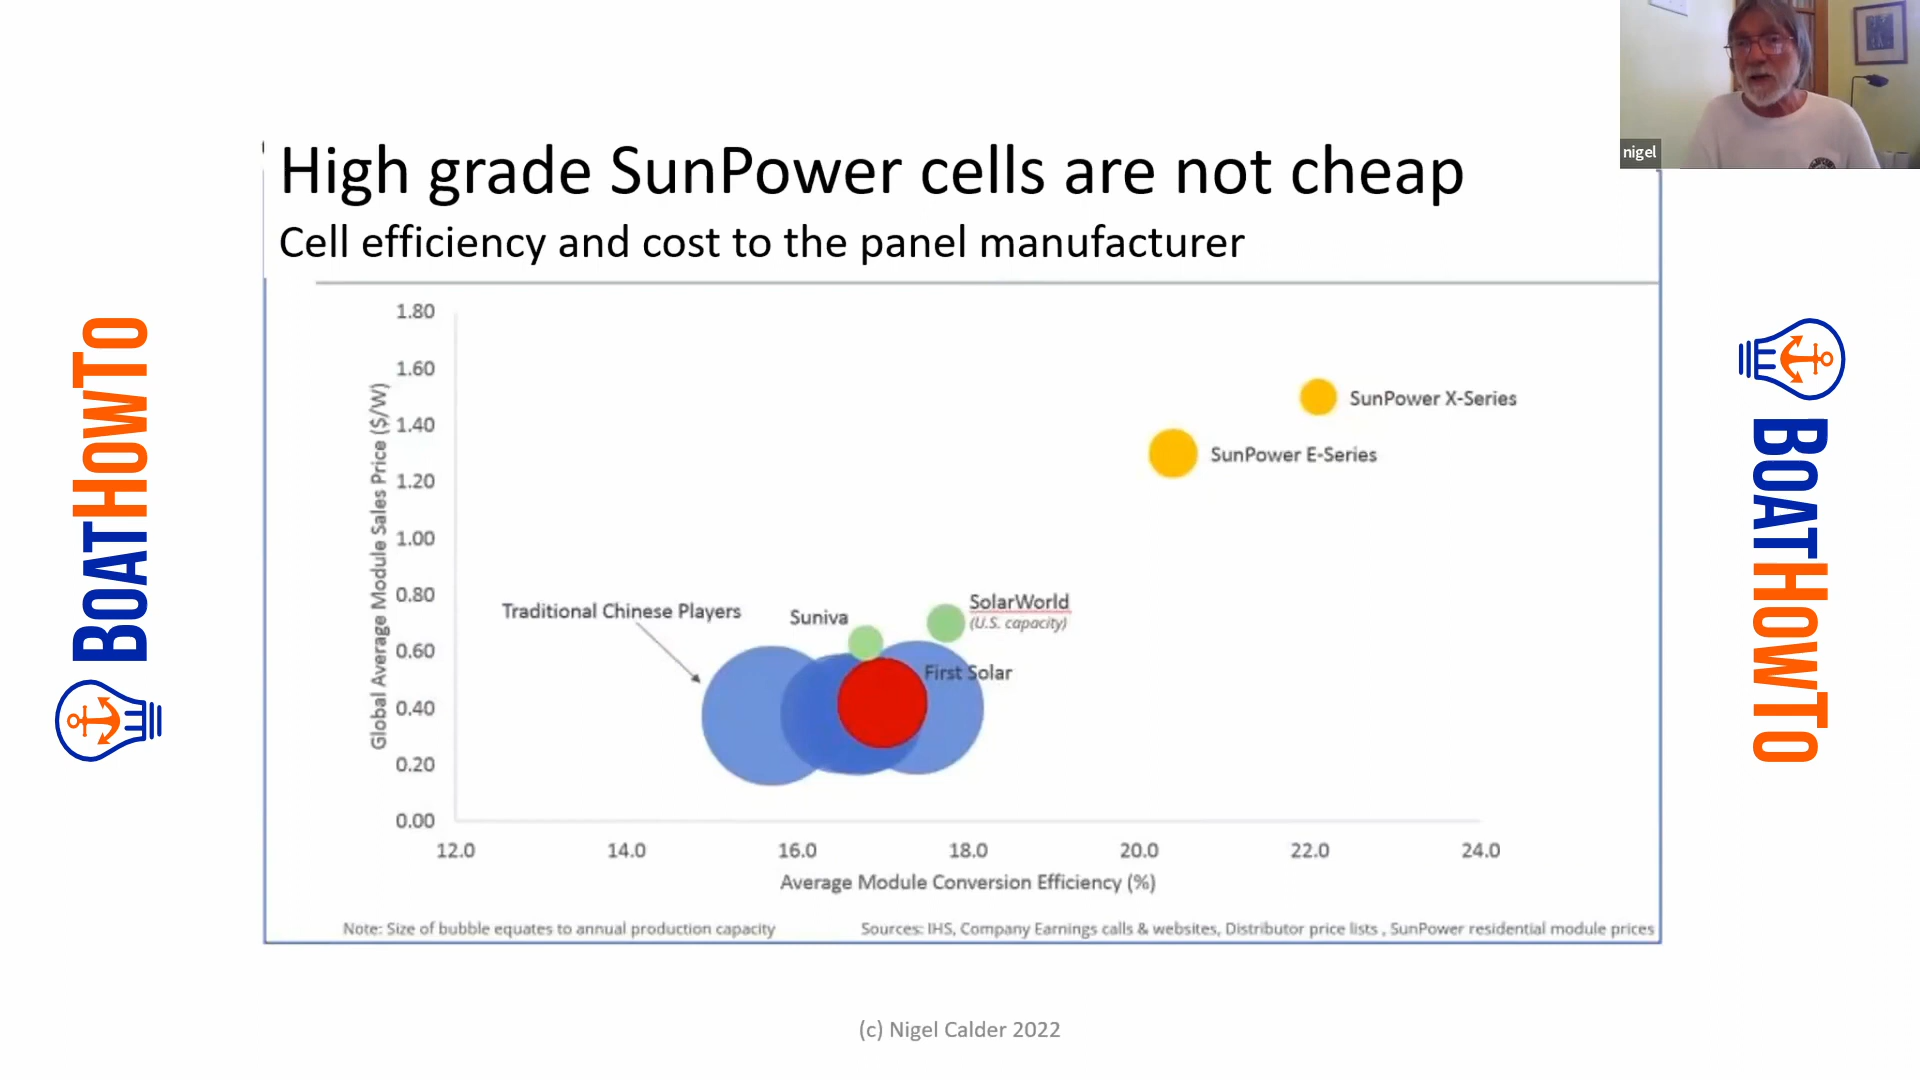 nigel
High grade SunPower cells are not cheap
Cell efficiency and cost to the panel manufacturer
BOATHOWTO
BOATHOWTO
Global Average Module Sales Price ($/W)
1.80
1.60
1.40
1.20
1.00
0.80
0.60
0.40
0.20
0.00
SunPower X-Series
SunPower E-Series
Traditional Chinese Players
Suniva
SolarWorld
(U.S. capacity)
First Solar
12.0 14.0 16.0 18.0 20.0 22.0 24.0
Average Module Conversion Efficiency (%)
Note: Size of bubble equates to annual production capacity
Sources: IHS, Company Earnings calls & websites, Distributor price lists , SunPower residential module prices
(c) Nigel Calder 2022